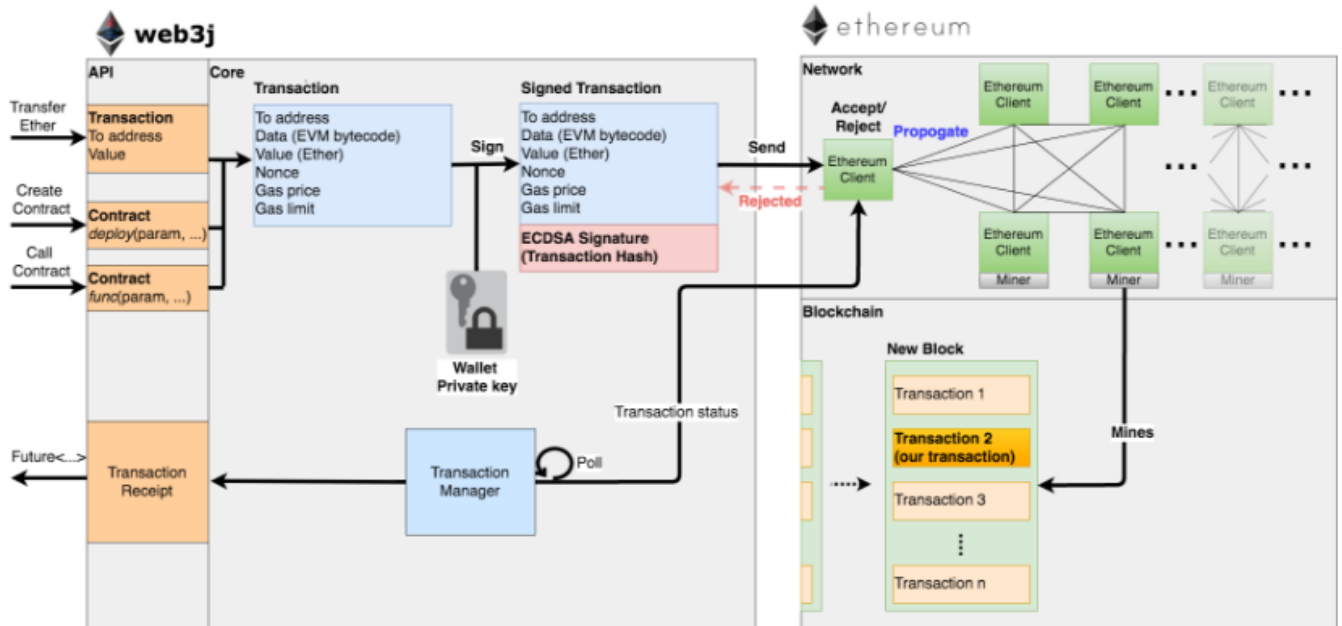 web3j
ethereum
API
Core
Network
Transfer
Ether
Transaction
To address
Value
Create
Contract
Contract
deploy(param, ...)
Call
Contract
Contract
func(param, ...)
Transaction
To address
Data (EVM bytecode)
Value (Ether)
Nonce
Gas price
Gas limit
Sign
Wallet
Private key
Signed Transaction
To address
Data (EVM bytecode)
Value (Ether)
Nonce
Gas price
Gas limit
ECDSA Signature
(Transaction Hash)
Send
Rejected
Accept/
Reject
Ethereum
Client
Propogate
Ethereum
Client
Ethereum
Client
Ethereum
Client
Ethereum
Client
Miner
Ethereum
Client
Miner
Ethereum
Client
Miner
Blockchain
New Block
Transaction 1
Transaction 2
(our transaction)
Transaction 3
Transaction n
Mines
Transaction status
Poll
Transaction
Manager
Transaction
Receipt
Future<...>